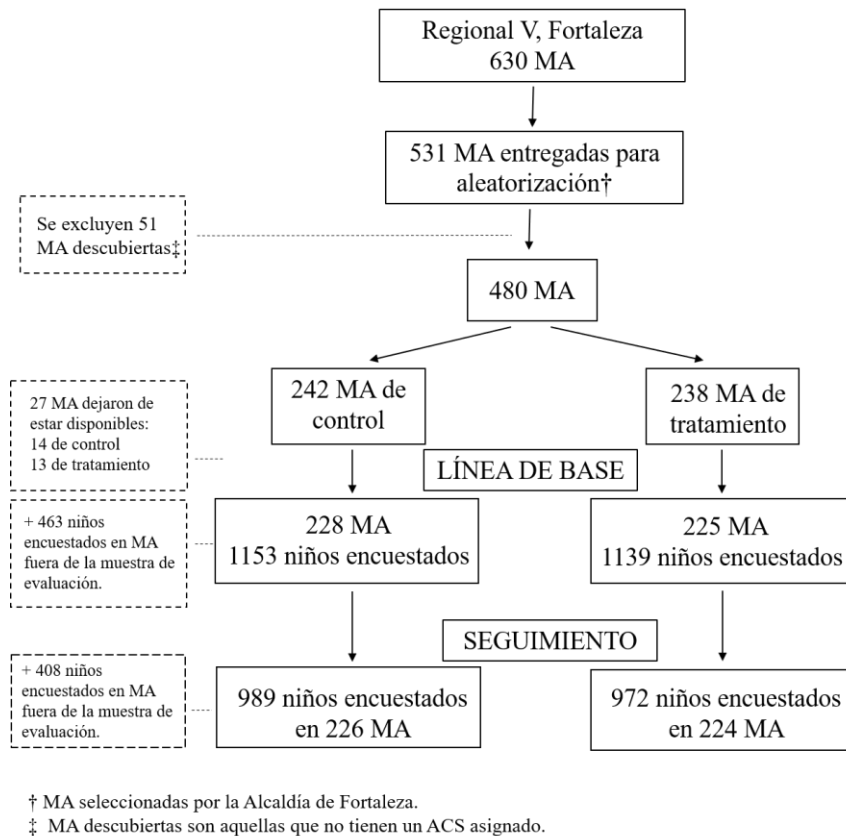 Regional V, Fortaleza
630 MA
531 MA entregadas para
aleatorización†
Se excluyen 51
MA descubiertas‡
480 MA
242 MA de
control
238 MA de
tratamiento
27 MA dejaron de
estar disponibles:
14 de control
13 de tratamiento
LÍNEA DE BASE
+ 463 niños
encuestados en MA
fuera de la muestra de
evaluación.
228 MA
1153 niños encuestados
225 MA
1139 niños encuestados
SEGUIMIENTO
+ 408 niños
encuestados en MA
fuera de la muestra de
evaluación.
989 niños encuestados
en 226 MA
972 niños encuestados
en 224 MA
† MA seleccionadas por la Alcaldía de Fortaleza.
‡ MA descubiertas son aquellas que no tienen un ACS asignado.